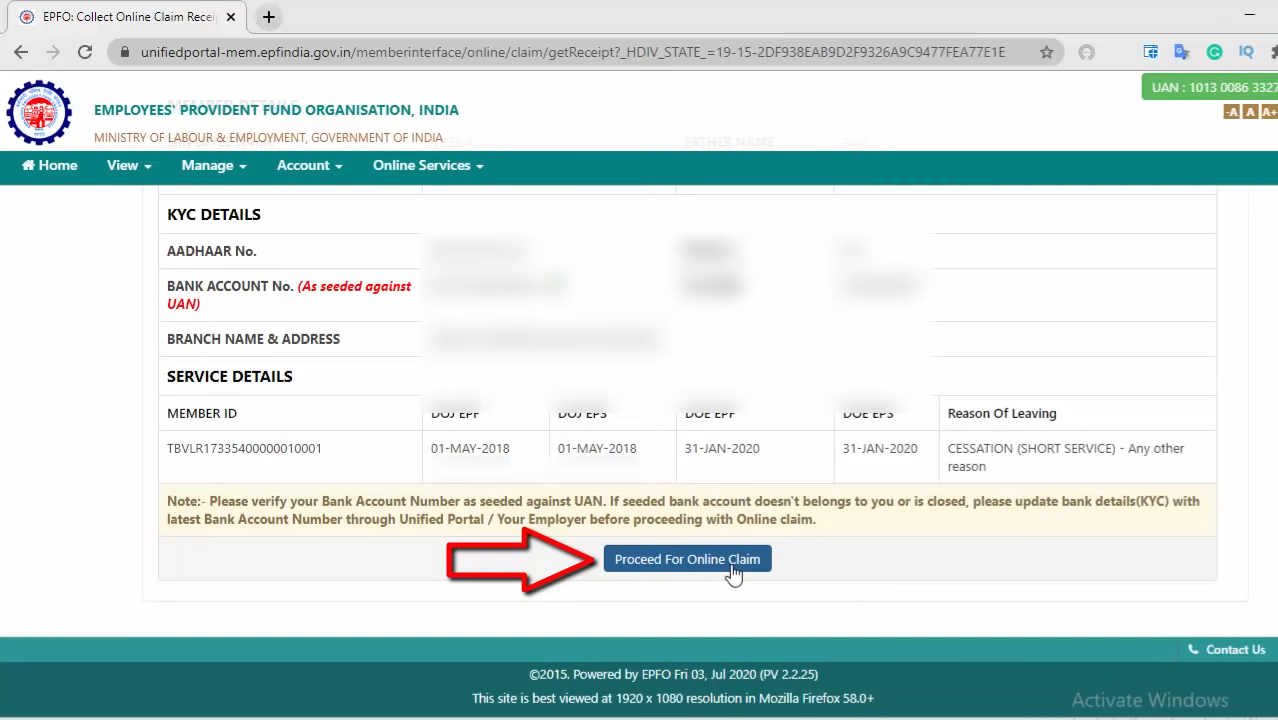 EPFO: Collect Online Claim Recei
unifiedportal-mem.epfindia.gov.in/memberinterface/online/claim/getReceipt?_HDIV_STATE_=19-15-2DF938EAB9D2F9326A9C9477FEA77E1E
IQ
UAN : 1013 0086 3327
EMPLOYEES' PROVIDENT FUND ORGANISATION, INDIA
-A A A+
MINISTRY OF LABOUR & EMPLOYMENT, GOVERNMENT OF INDIA
FATHER NAME
Home View Manage Account Online Services
KYC DETAILS
AADHAAR No.
BANK ACCOUNT No. (As seeded against
UAN)
BRANCH NAME & ADDRESS
SERVICE DETAILS
MEMBER ID DOJ EPF DOJ EPS DOE EPF DOE EPS Reason Of Leaving
TBVLR17335400000010001 01-MAY-2018 01-MAY-2018 31-JAN-2020 31-JAN-2020 CESSATION (SHORT SERVICE) - Any other
reason
Note:- Please verify your Bank Account Number as seeded against UAN. If seeded bank account doesn't belongs to you or is closed, please update bank details(KYC) with
latest Bank Account Number through Unified Portal / Your Employer before proceeding with Online claim.
Proceed For Online Claim
Contact Us
©2015. Powered by EPFO Fri 03, Jul 2020 (PV 2.2.25)
This site is best viewed at 1920 x 1080 resolution in Mozilla Firefox 58.0+
Activate Windows